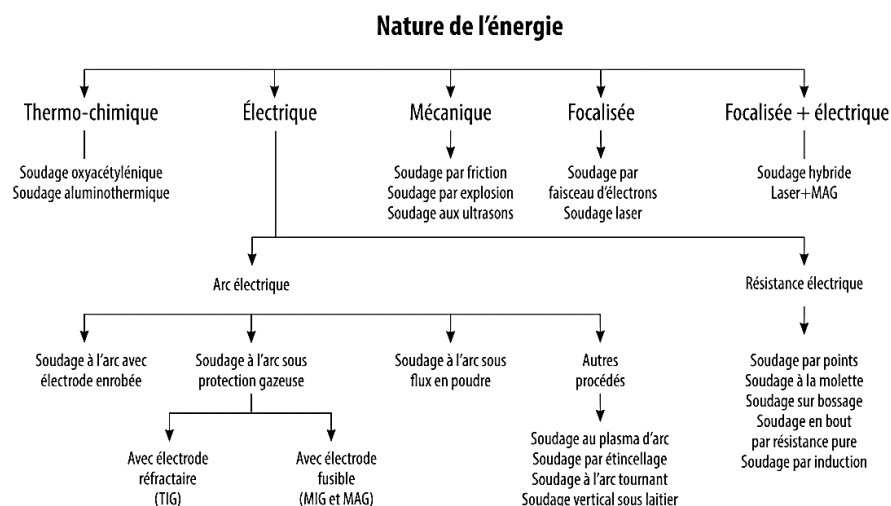 Nature de l'énergie
Thermo-chimique
Électrique
Mécanique
Focalisée
Focalisée + électrique
Soudage oxyacétylénique
Soudage aluminothermique
Soudage par friction
Soudage par explosion
Soudage aux ultrasons
Soudage par
faisceau d'électrons
Soudage laser
Soudage hybride
Laser+MAG
Arc électrique
Résistance électrique
Soudage à l'arc avec
électrode enrobée
Soudage à l'arc sous
protection gazeuse
Soudage à l'arc sous
flux en poudre
Autres
procédés
Soudage par points
Soudage à la molette
Soudage sur bossage
Soudage en bout
par résistance pure
Soudage par induction
Avec électrode
réfractaire
(TIG)
Avec électrode
fusible
(MIG et MAG)
Soudage au plasma d'arc
Soudage par étincellage
Soudage à l'arc tournant
Soudage vertical sous laitier